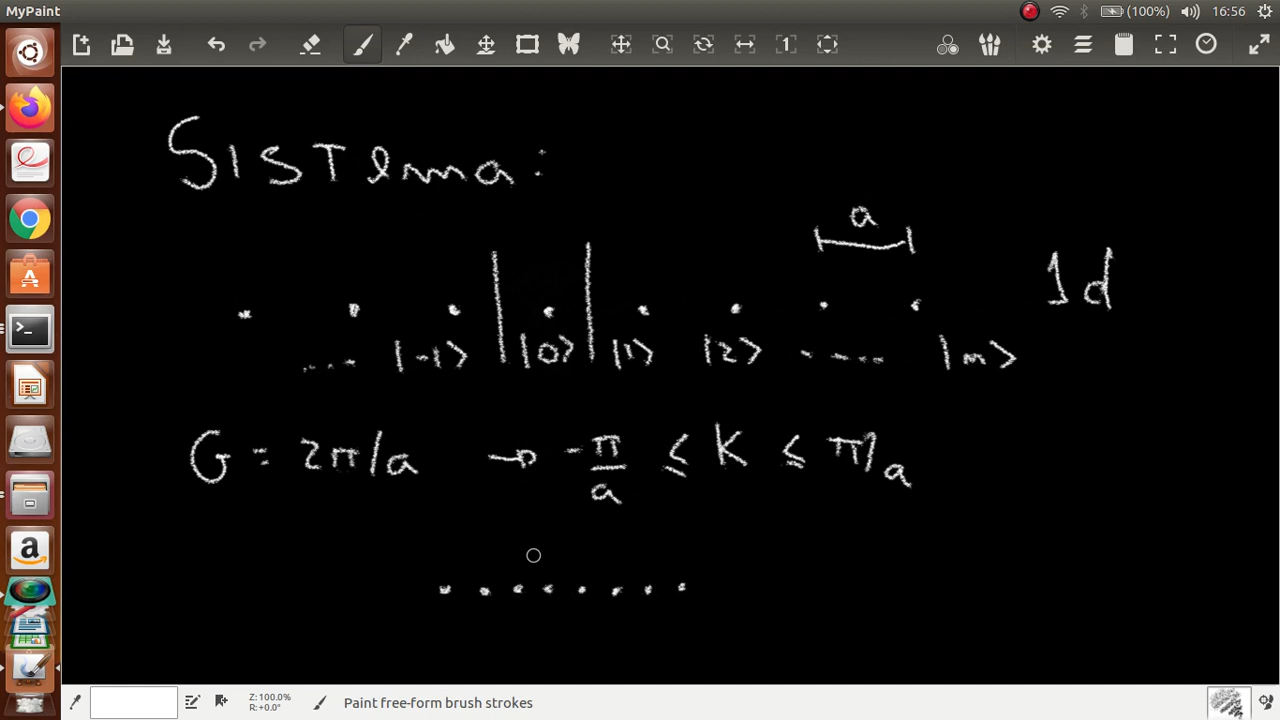 MyPaint
(100%) 16:56
Sistema:
a
1d
.... |-1> |0> |1> |2> ..... |m>
G = 2π/a → -π/a ≤ K ≤ π/a
Z: 100.0%
R: +0.0°
Paint free-form brush strokes